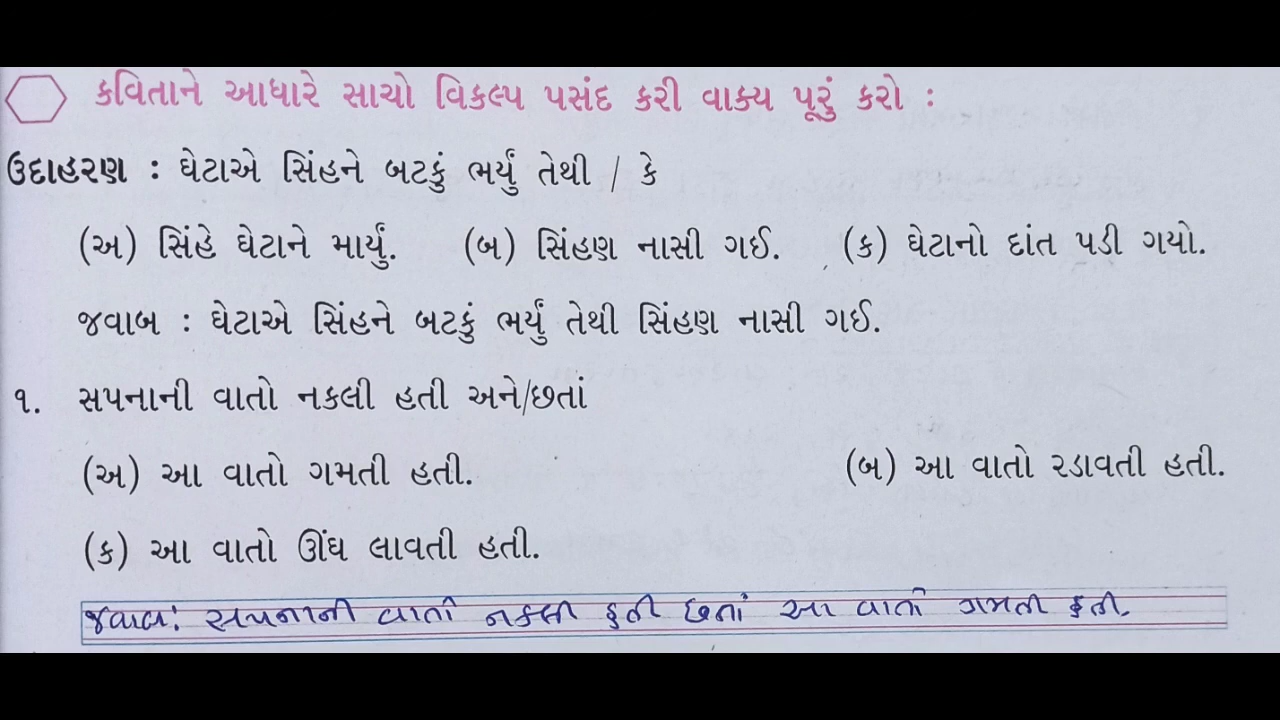 કવિતાને આધારે સાચો વિકલ્પ પસંદ કરી વાક્ય પૂરું કરો :
ઉદાહરણ : ઘેટાએ સિંહને બટકું ભર્યું તેથી / કે
(અ) સિંહે ઘેટાને માર્યું. (બ) સિંહણ નાસી ગઈ. (ક) ઘેટાનો દાંત પડી ગયો.
જવાબ : ઘેટાએ સિંહને બટકું ભર્યું તેથી સિંહણ નાસી ગઈ.
૧. સપનાની વાતો નકલી હતી અને/છતાં
(અ) આ વાતો ગમતી હતી. (બ) આ વાતો રડાવતી હતી.
(ક) આ વાતો ઊંઘ લાવતી હતી.
જવાબ: સપનાની વાતો નકલી હતી છતાં આ વાતો ગમતી હતી.